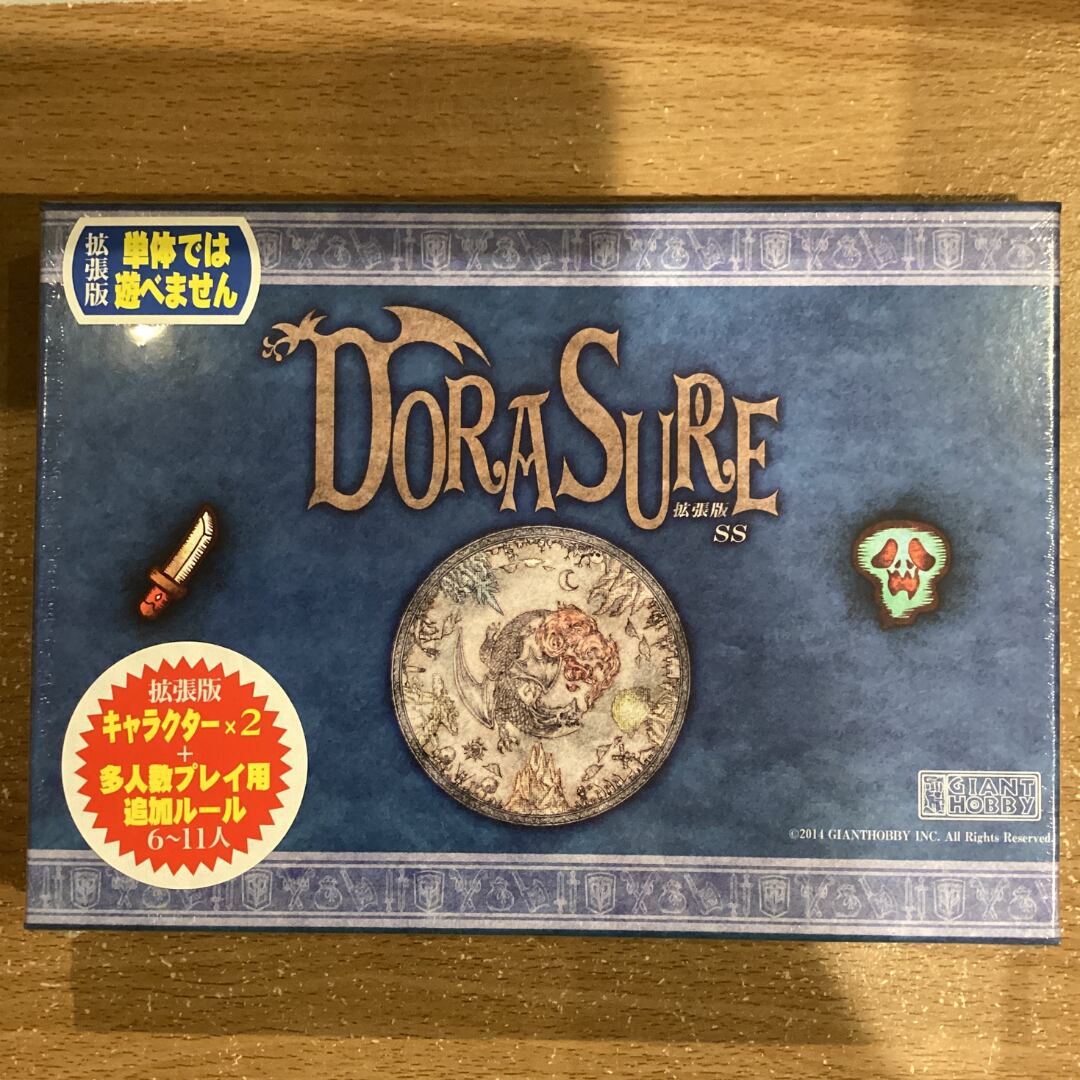 拡張版
単体では
遊べません
DORASURE
拡張版
SS
拡張版
キャラクター×2
+
多人数プレイ用
追加ルール
6~11人
GIANT
HOBBY
©2014 GIANTHOBBY INC. All Rights Reserved.